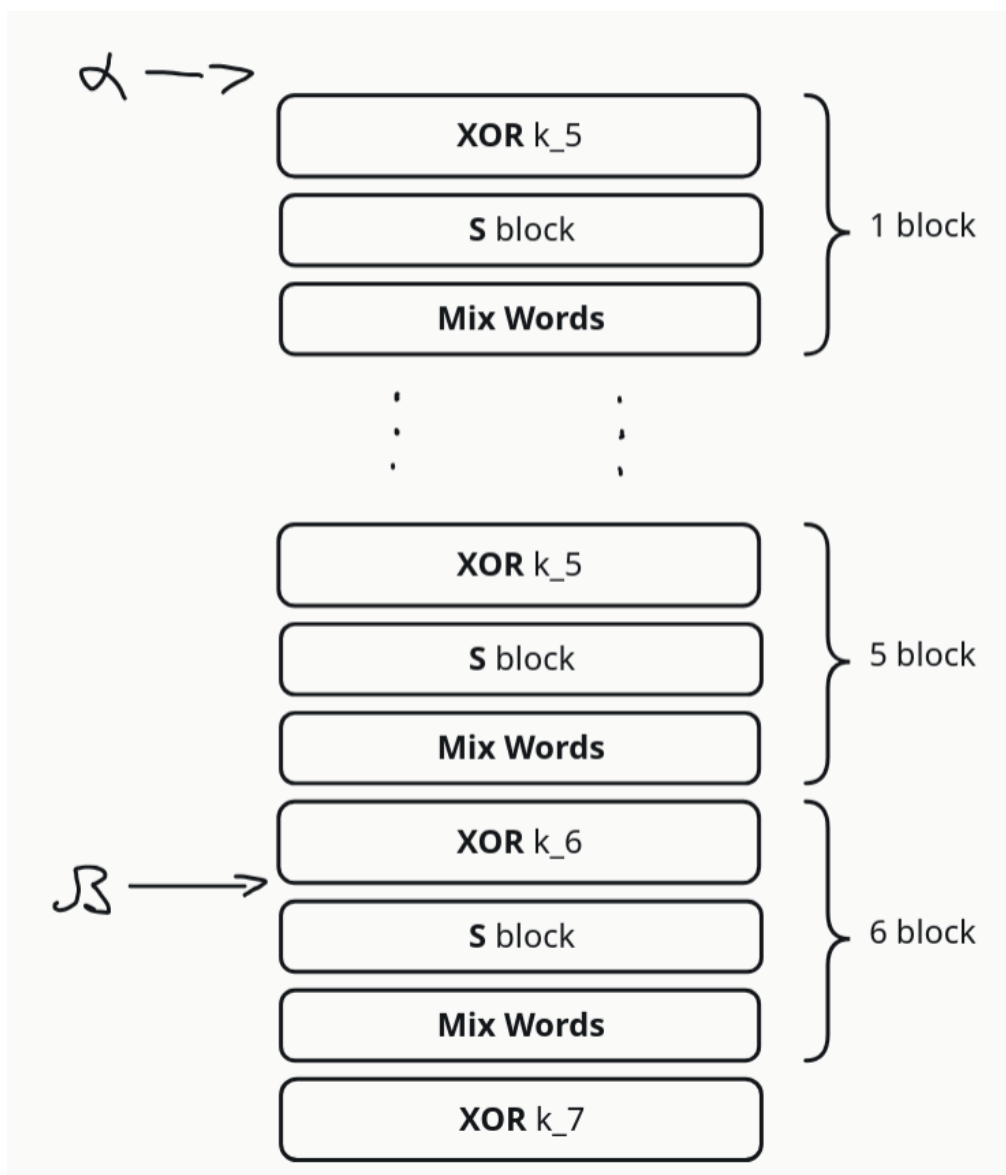 α
XOR k_5
S block
1 block
Mix Words
XOR k_5
S block
5 block
Mix Words
XOR k_6
β
S block
6 block
Mix Words
XOR k_7